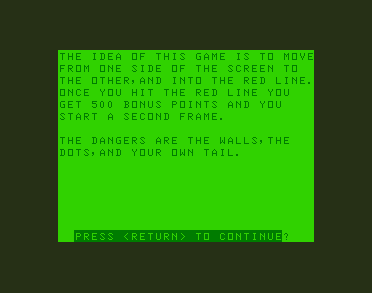 THE IDEA OF THIS GAME IS TO MOVE
FROM ONE SIDE OF THE SCREEN TO
THE OTHER,AND INTO THE RED LINE.
ONCE YOU HIT THE RED LINE YOU
GET 500 BONUS POINTS AND YOU
START A SECOND FRAME.
THE DANGERS ARE THE WALLS,THE
DOTS,AND YOUR OWN TAIL.
PRESS <RETURN> TO CONTINUE?